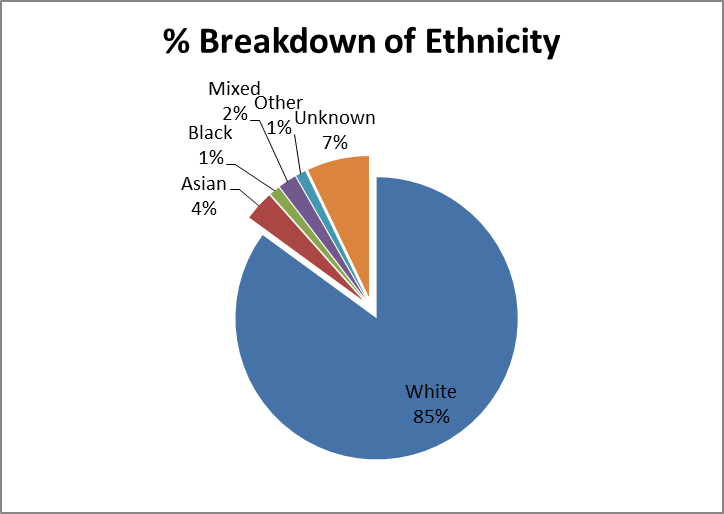 % Breakdown of Ethnicity
Mixed
2%
Other
1%
Unknown
7%
Black
1%
Asian
4%
White
85%